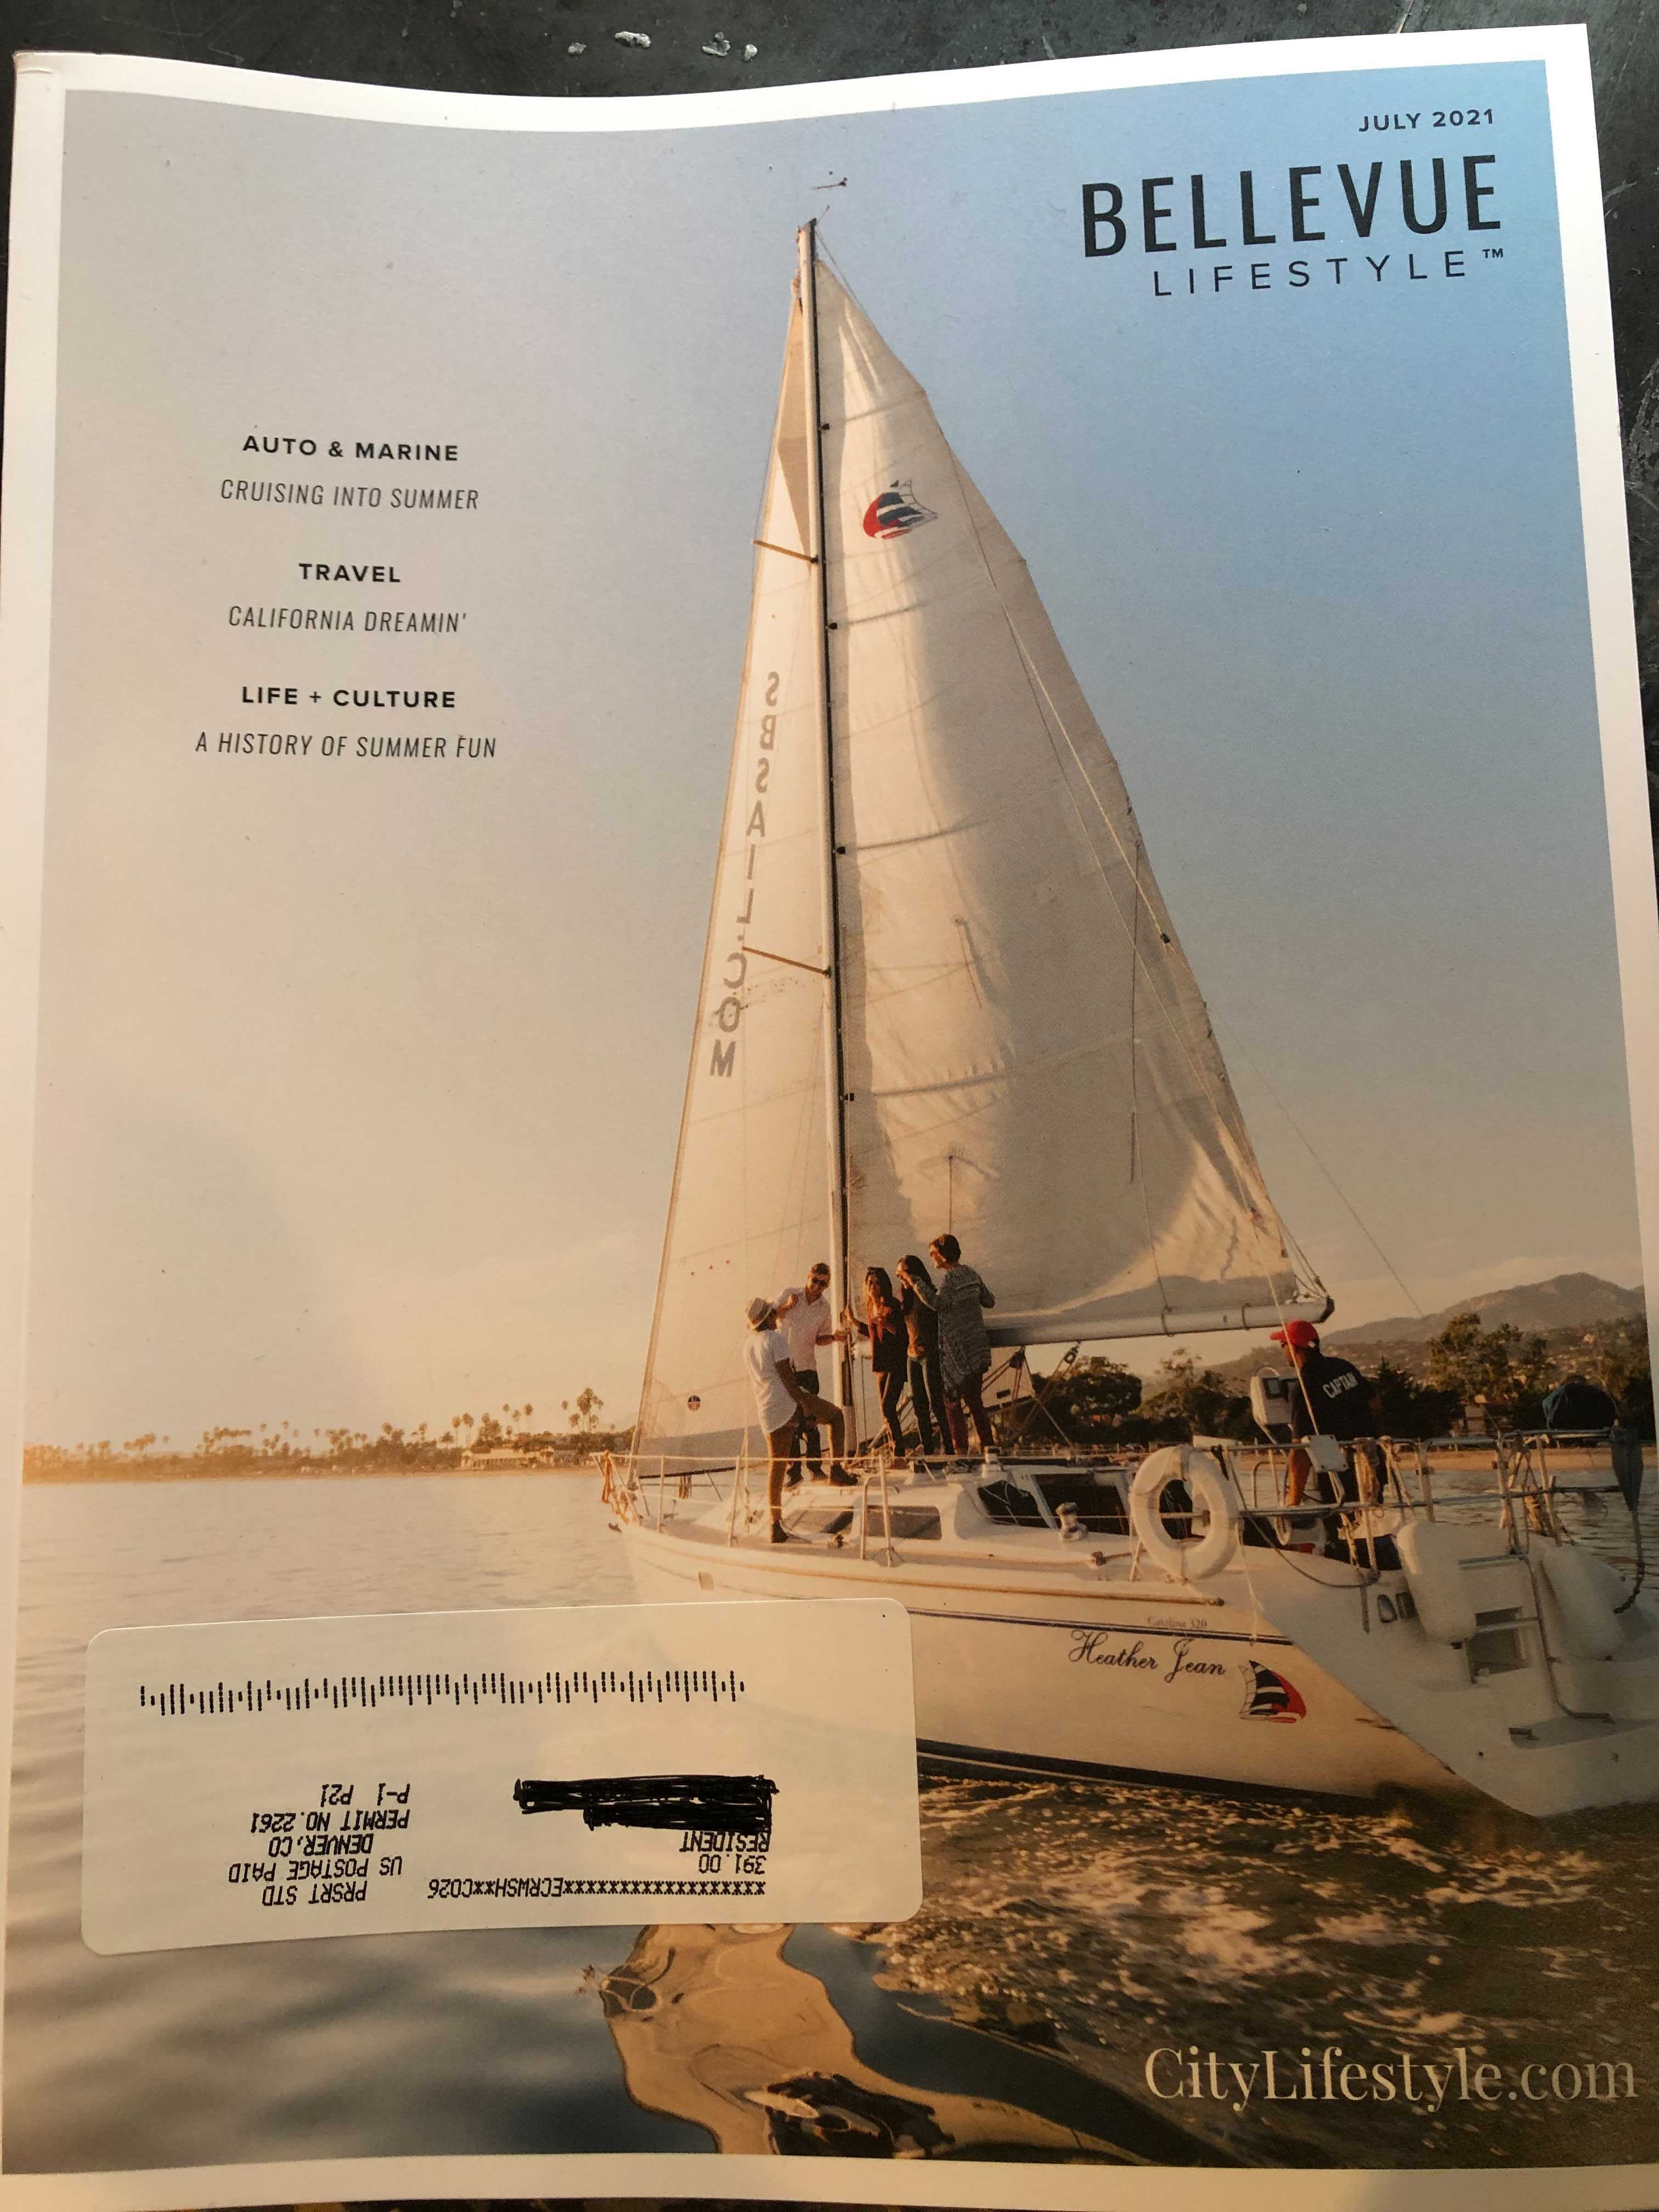 JULY 2021
BELLEVUE
LIFESTYLE™
AUTO & MARINE
CRUISING INTO SUMMER
TRAVEL
CALIFORNIA DREAMIN'
LIFE + CULTURE
A HISTORY OF SUMMER FUN
SBSAIL.COM
CAPTAIN
Catalina 320
Heather Jean
********************ECRWSH**C026
391.00
RESIDENT
PRSRT STD
US POSTAGE PAID
DENVER,CO
PERMIT NO.2261
P-1 P21
CityLifestyle.com